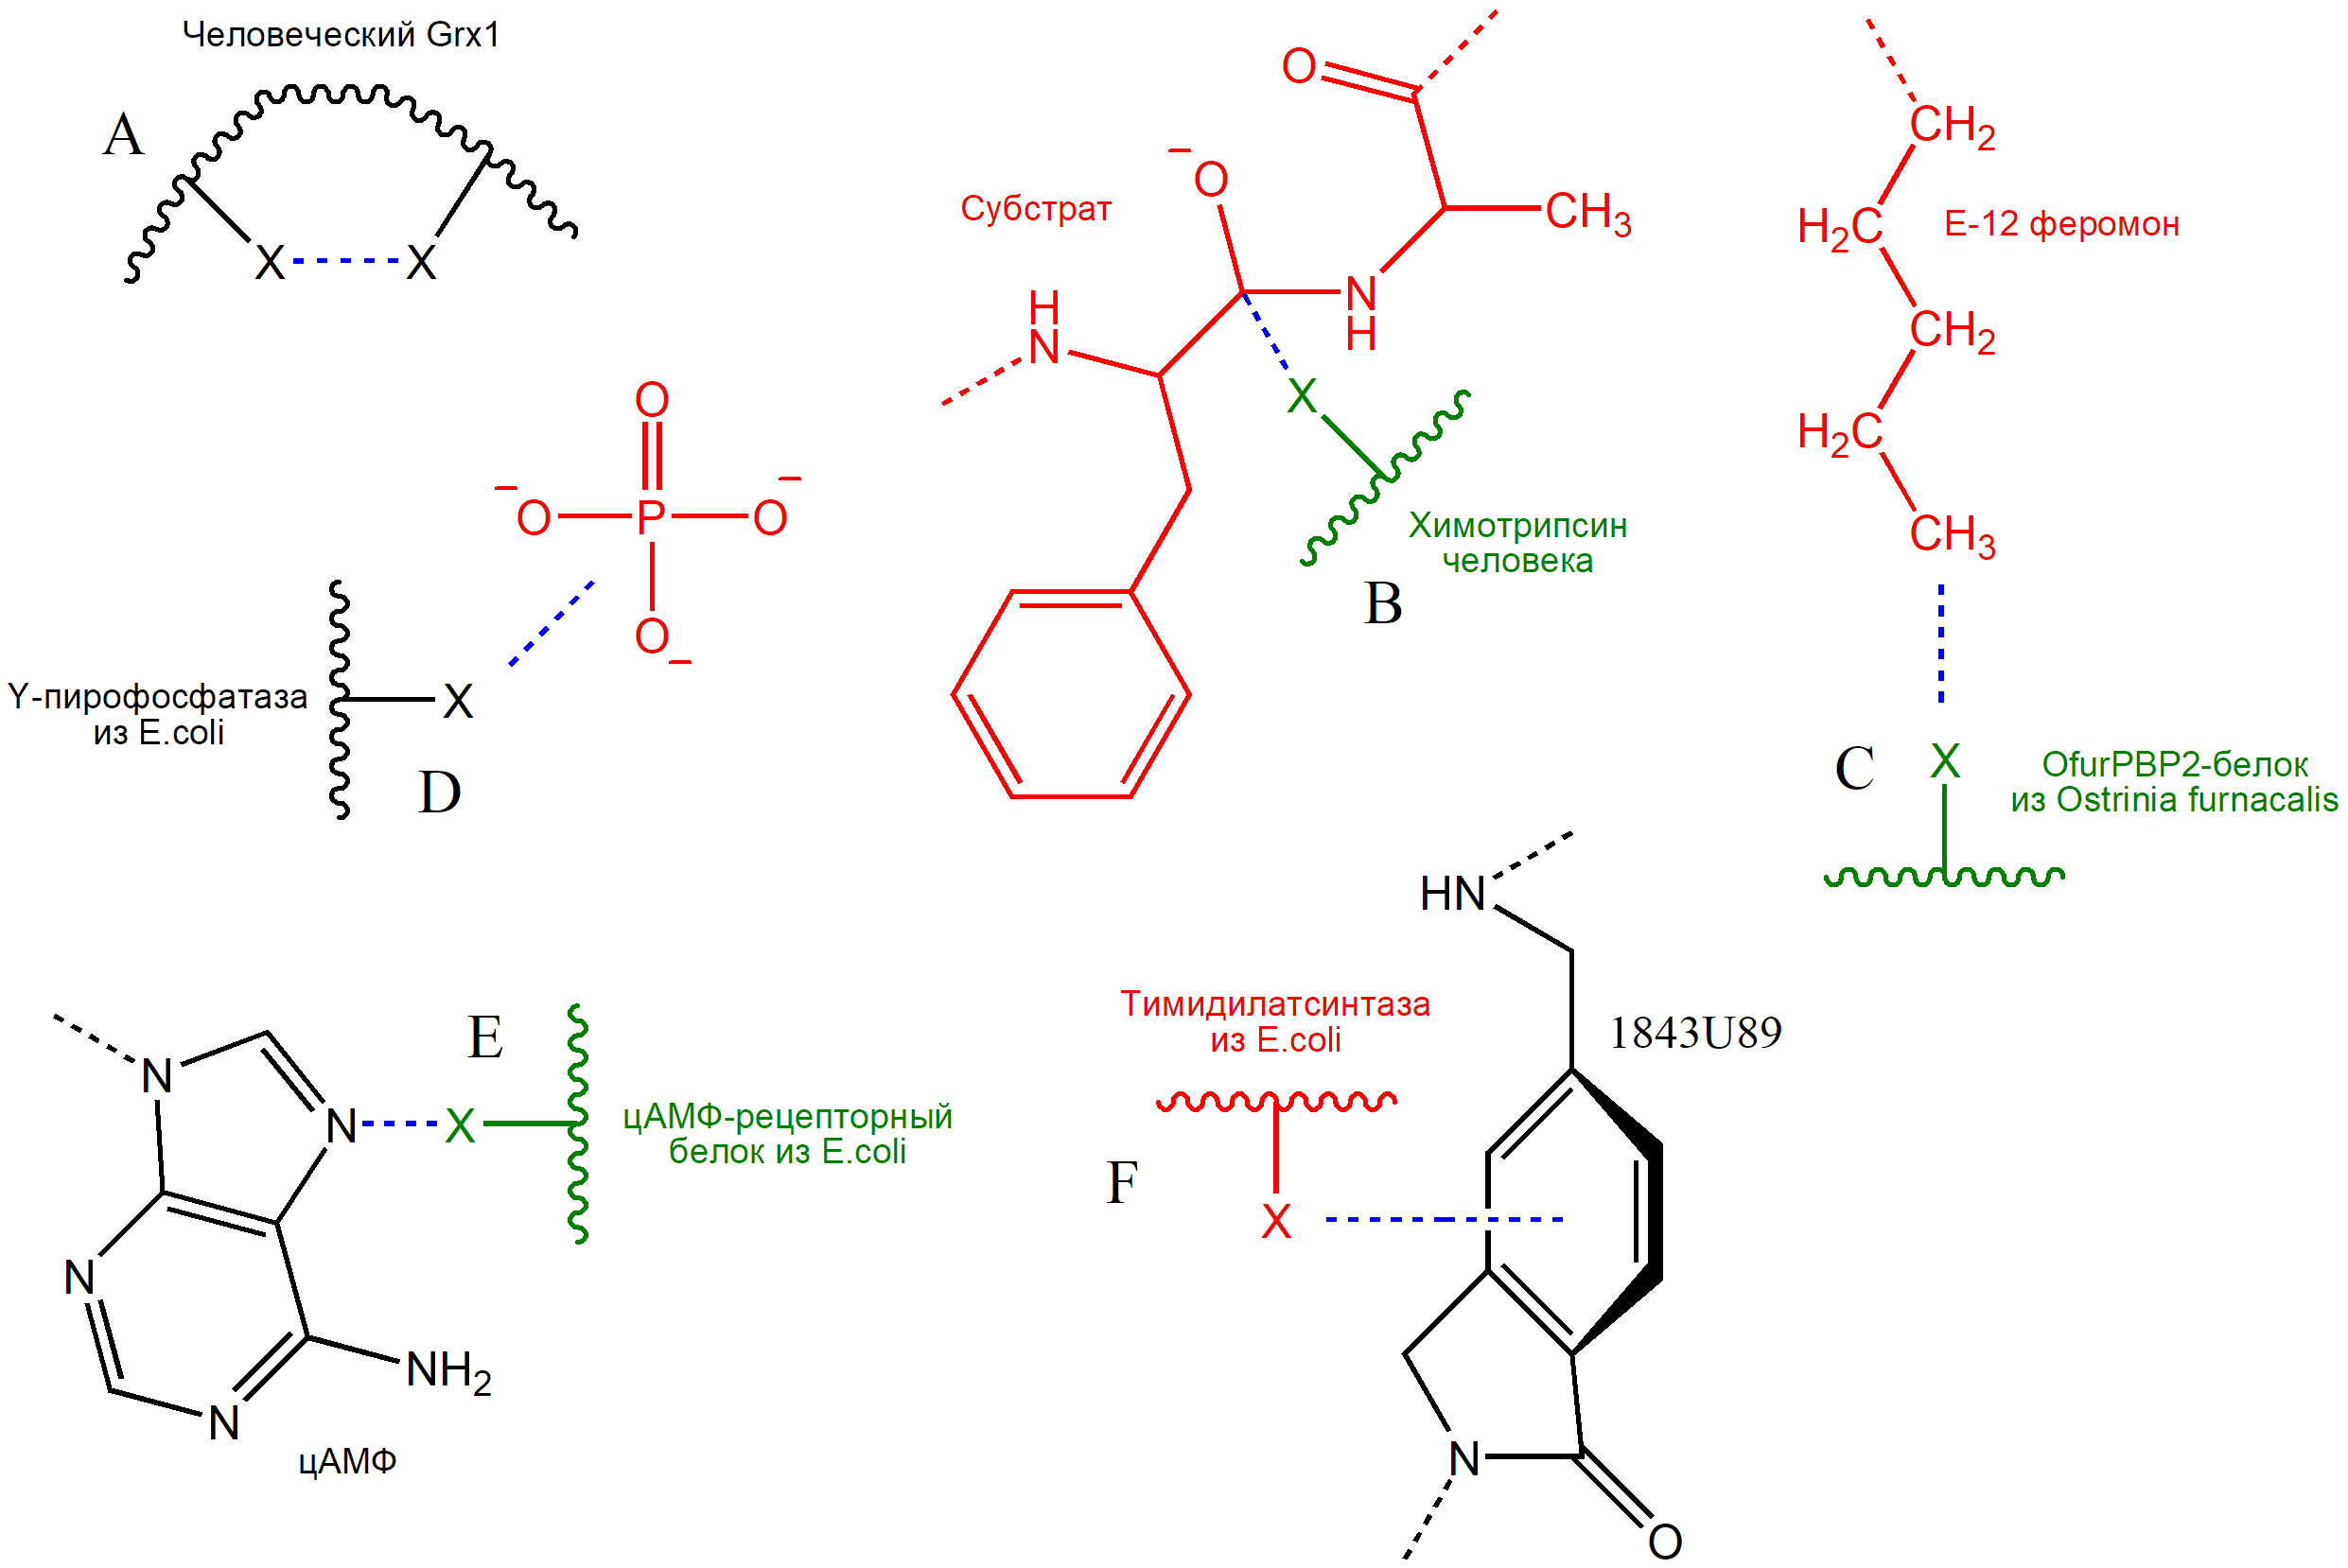 Человеческий Grx1
A
X
X
O
O
−
Субстрат
CH3
N
H
H
N
X
Химотрипсин
человека
B
CH2
H2C
E-12 феромон
CH2
H2C
CH3
X
C
OfurPBP2-белок
из Ostrinia furnacalis
O
−
O
P
O
−
O
−
Y-пирофосфатаза
из E.coli
X
D
E
N
N
X
цАМФ-рецепторный
белок из E.coli
N
N
NH2
цАМФ
HN
Тимидилатсинтаза
из E.coli
1843U89
F
X
N
O